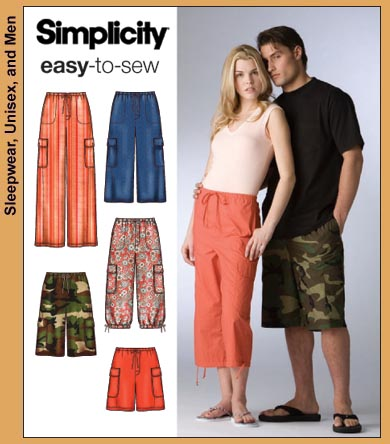 Sleepwear, Unisex, and Men
Simplicity
easy-to-sew